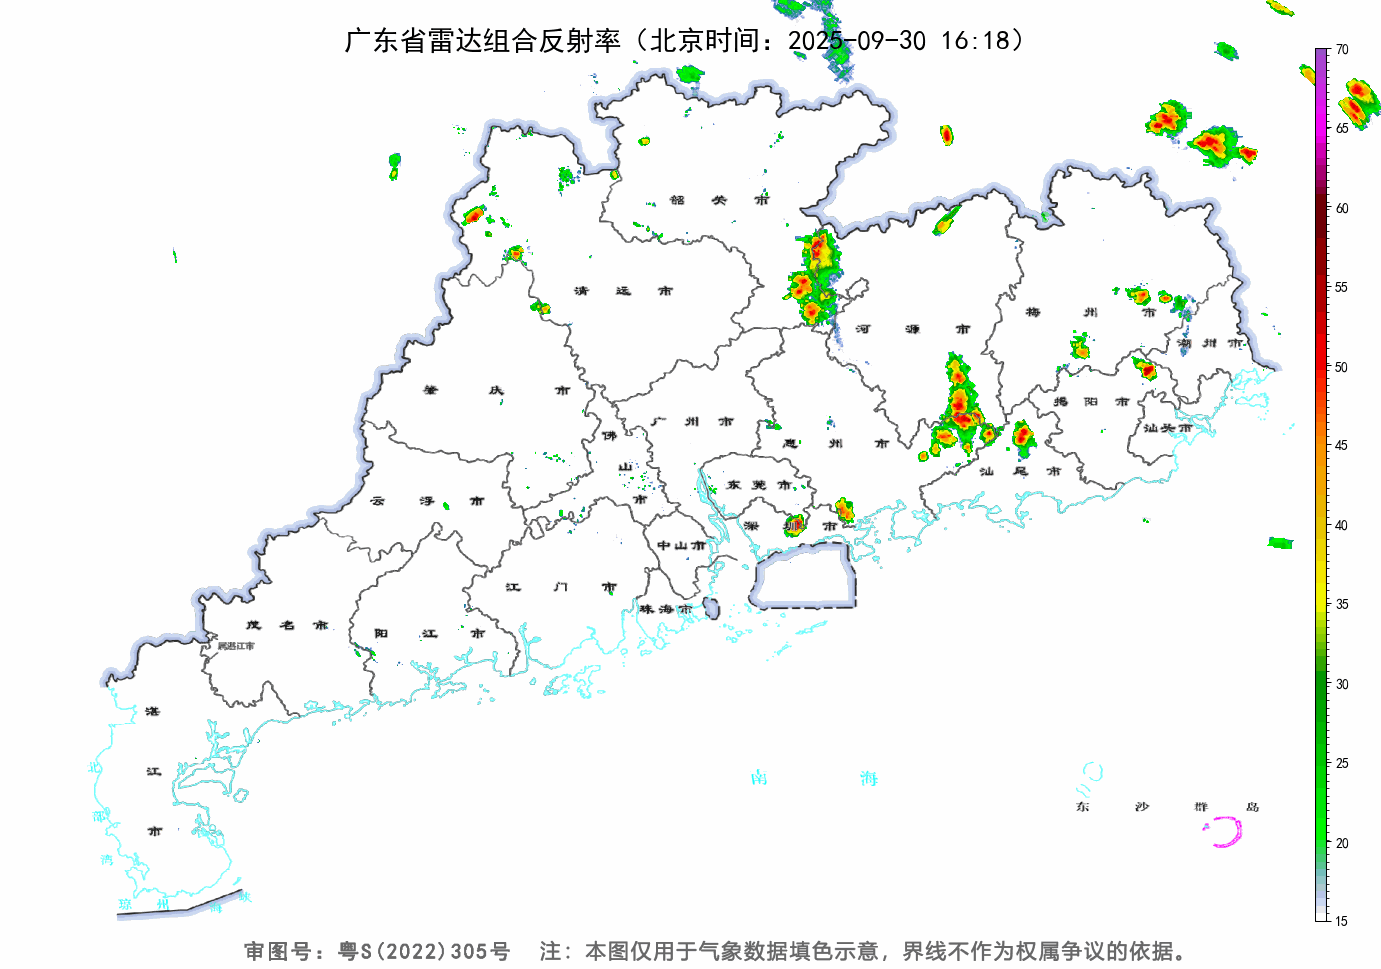 广东省雷达组合反射率（北京时间：2025-09-30 16:18）
70
65
60
55
50
45
40
35
30
25
20
15
韶关市
清远市
河源市
梅州市
潮州市
肇庆市
广州市
佛山市
惠州市
揭阳市
汕头市
汕尾市
东莞市
云浮市
深圳市
中山市
江门市
珠海市
茂名市
阳江市
属湛江市
湛江市
北部湾
琼州海峡
南海
东沙群岛
审图号：粤S(2022)305号 注：本图仅用于气象数据填色示意，界线不作为权属争议的依据。